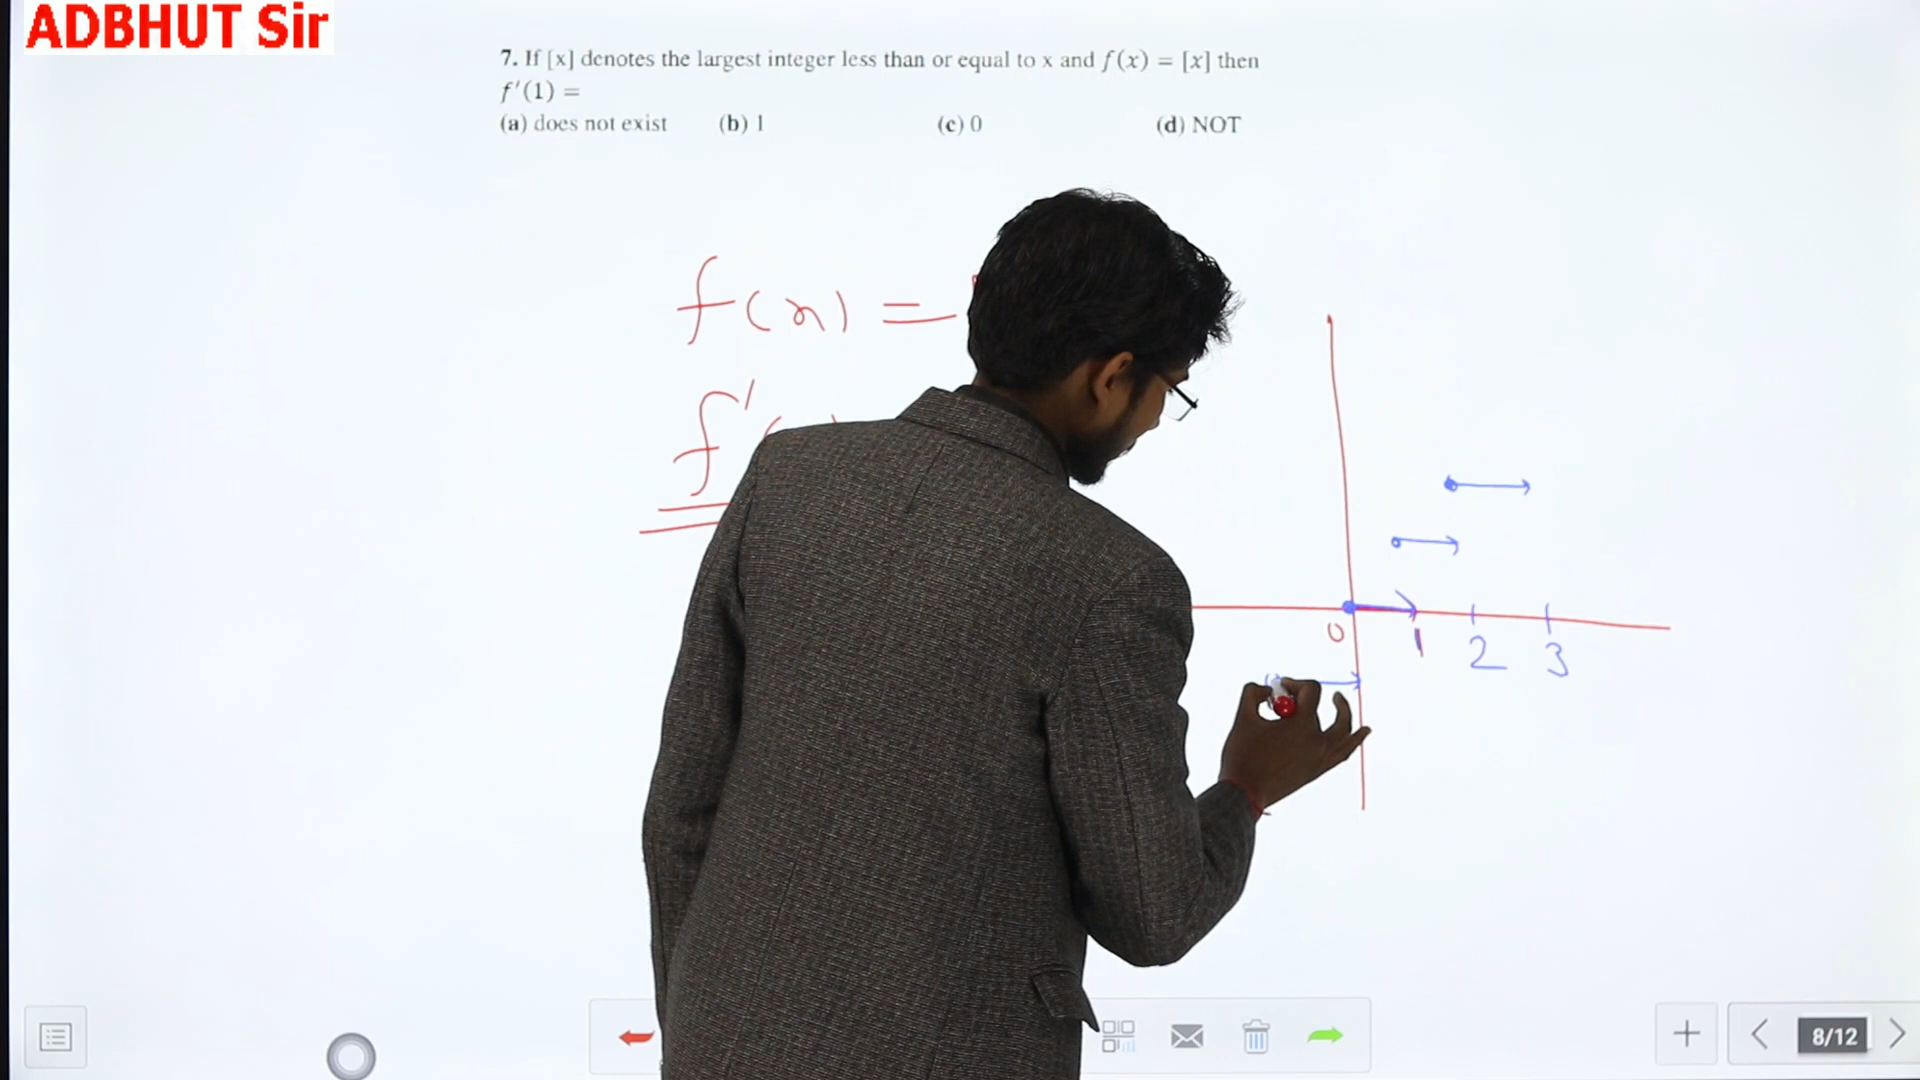 ADBHUT Sir
7. If [x] denotes the largest integer less than or equal to x and f(x) = [x] then
f′(1) =
(a) does not exist (b) 1 (c) 0 (d) NOT
f(x) =
f′(
0 1 2 3
8/12